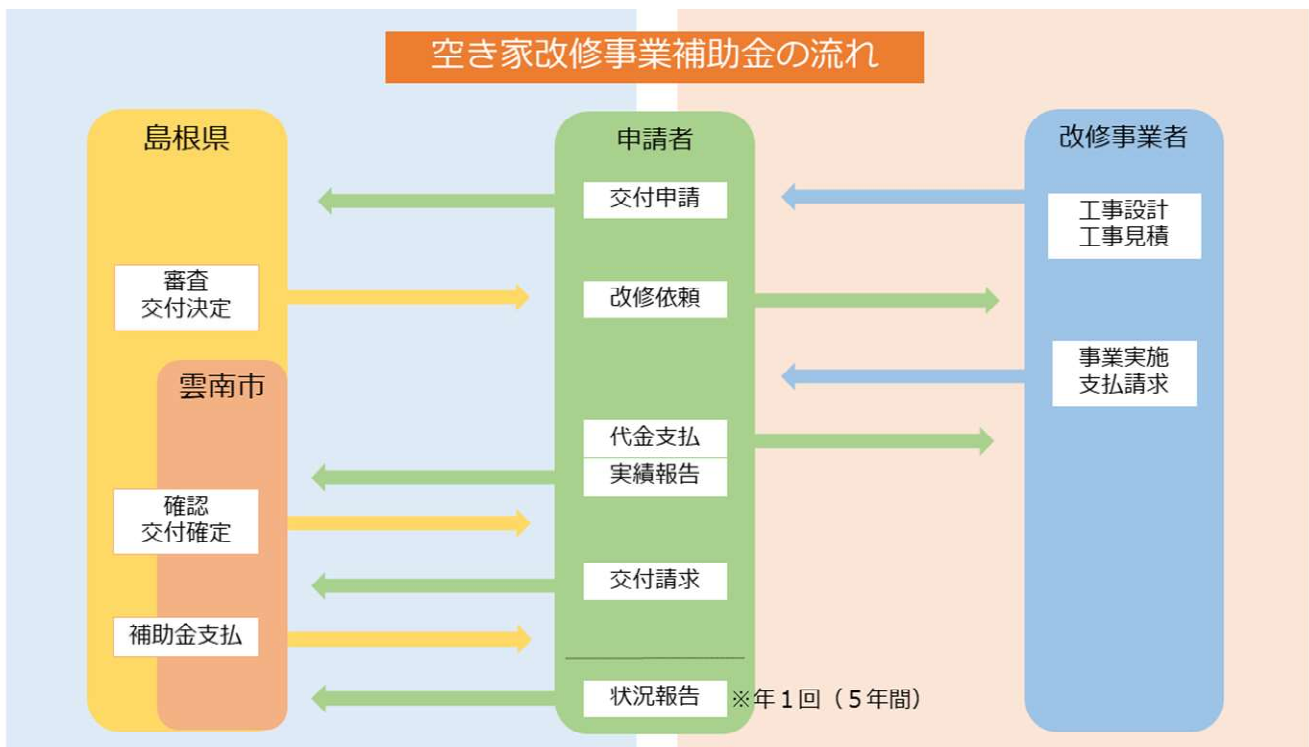 空き家改修事業補助金の流れ
島根県
申請者
改修事業者
交付申請
工事設計
工事見積
審査
交付決定
改修依頼
事業実施
支払請求
雲南市
代金支払
実績報告
確認
交付確定
交付請求
補助金支払
状況報告 ※年1回（5年間）